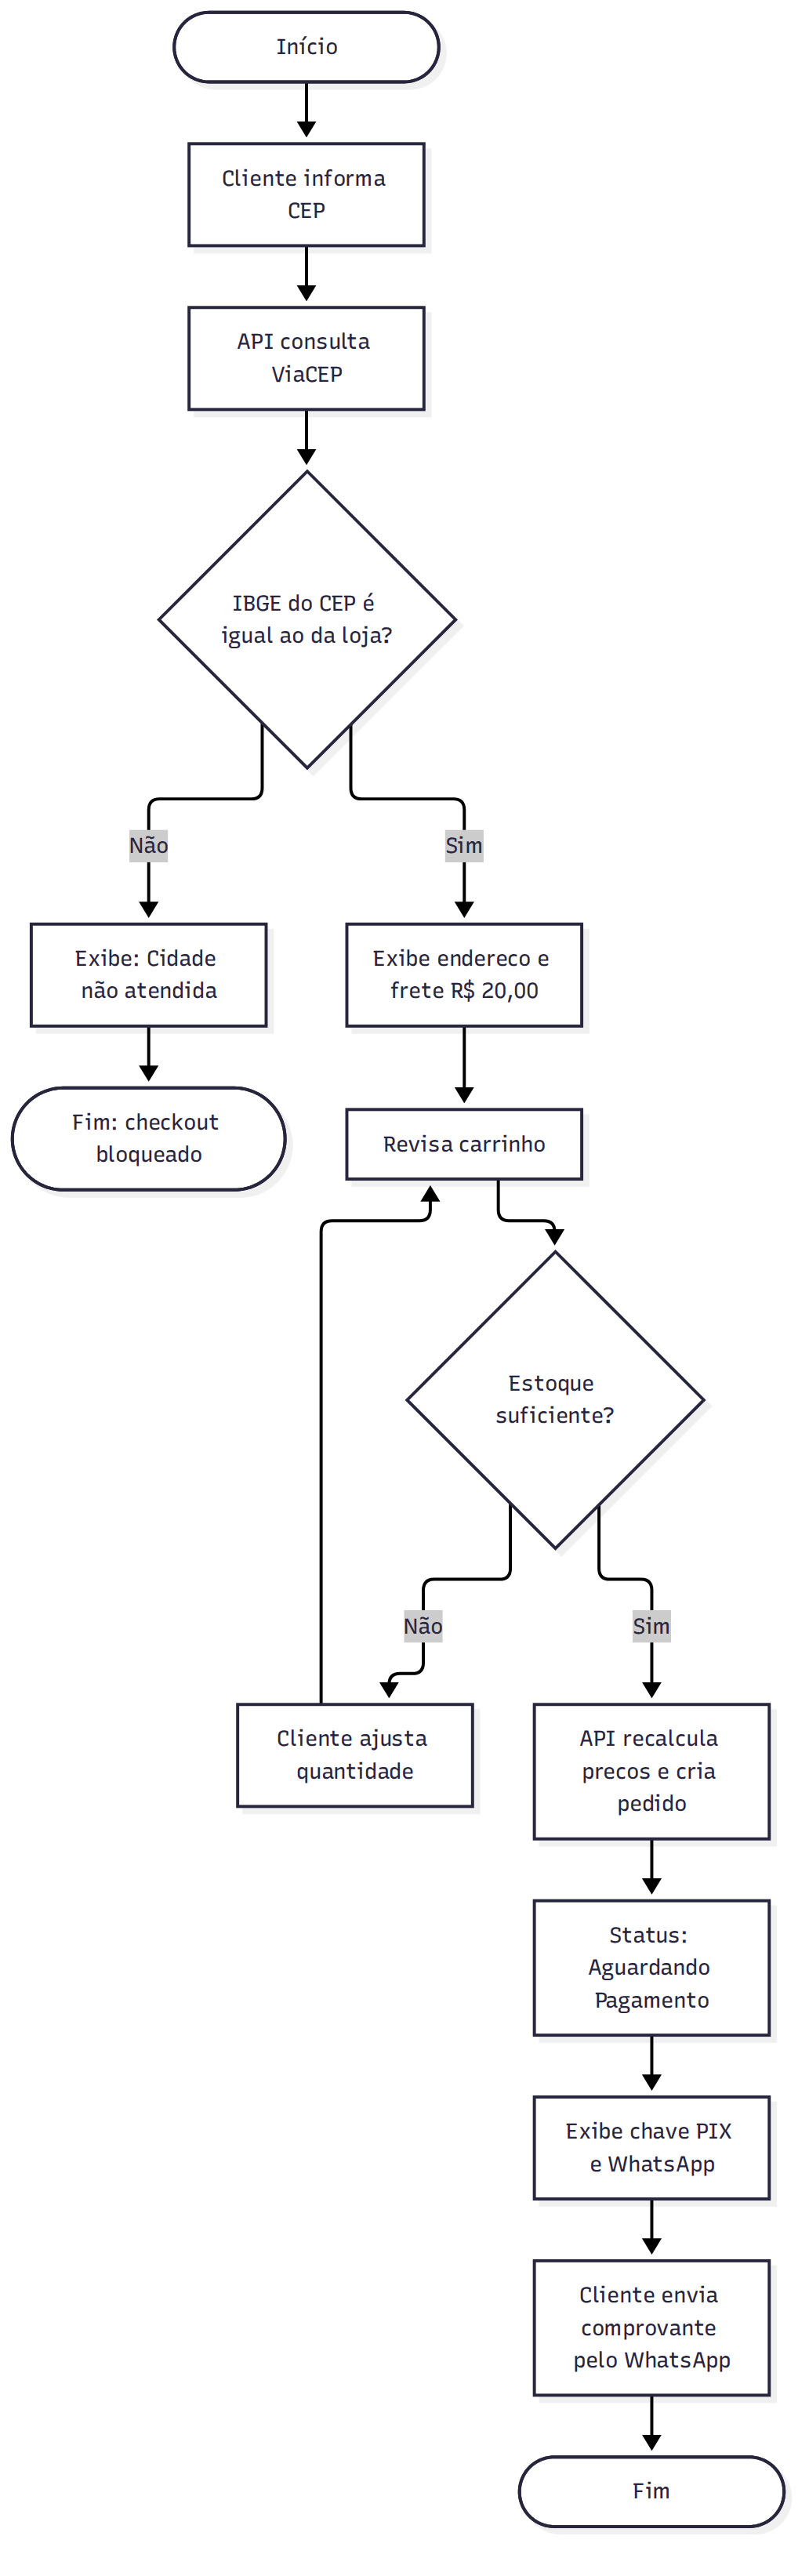 Início
Cliente informa
CEP
API consulta
ViaCEP
IBGE do CEP é
igual ao da loja?
Não
Sim
Exibe: Cidade
não atendida
Exibe endereco e
frete R$ 20,00
Fim: checkout
bloqueado
Revisa carrinho
Estoque
suficiente?
Não
Sim
Cliente ajusta
quantidade
API recalcula
precos e cria
pedido
Status:
Aguardando
Pagamento
Exibe chave PIX
e WhatsApp
Cliente envia
comprovante
pelo WhatsApp
Fim